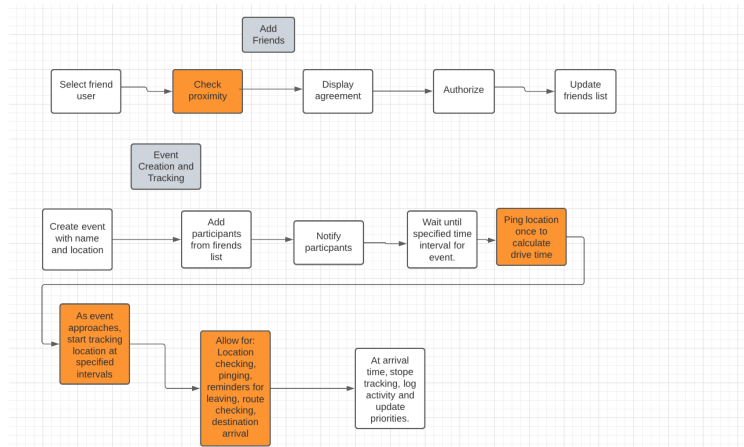 Add
Friends
Select friend
user
Check
proximity
Display
agreement
Authorize
Update
friends list
Event
Creation and
Tracking
Create event
with name
and location
Add
participants
from firends
list
Notify
particpants
Wait until
specified time
interval for
event.
Ping location
once to
calculate
drive time
As event
approaches,
start tracking
location at
specified
intervals
Allow for:
Location
checking,
pinging,
reminders for
leaving, route
checking,
destination
arrival
At arrival
time, stope
tracking, log
activity and
update
priorities.